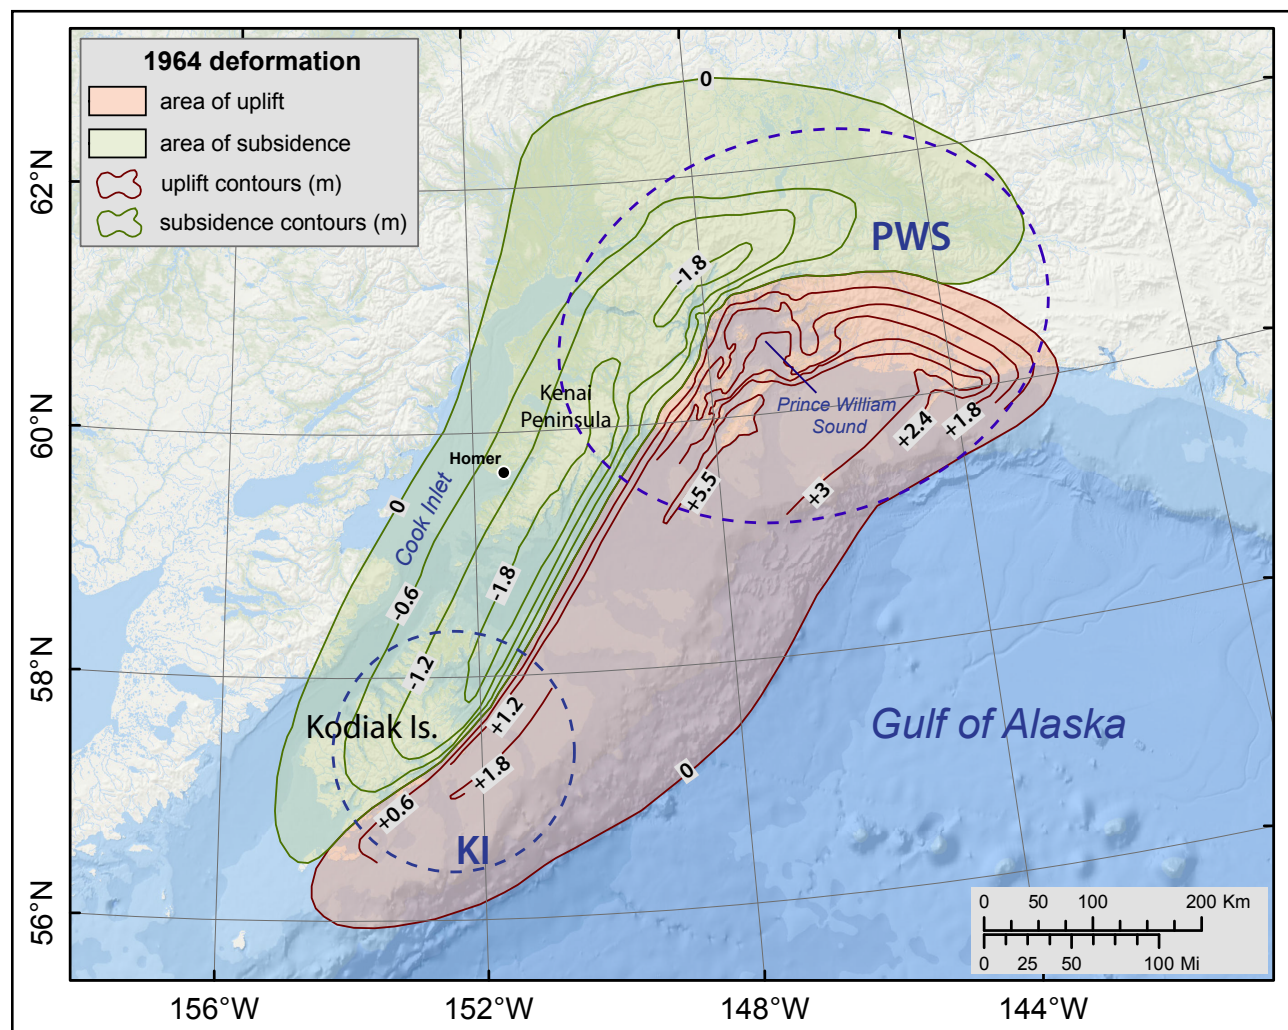 1964 deformation
area of uplift
area of subsidence
uplift contours (m)
subsidence contours (m)
0
62°N
60°N
58°N
56°N
PWS
-1.8
Kenai
Peninsula
Prince William
Sound
Homer
+2.4
+1.8
+5.5
+3
0
Cook Inlet
-1.8
-0.6
-1.2
Kodiak Is.
+1.2
+1.8
+0.6
0
KI
Gulf of Alaska
0 50 100 200 Km
0 25 50 100 Mi
156°W 152°W 148°W 144°W